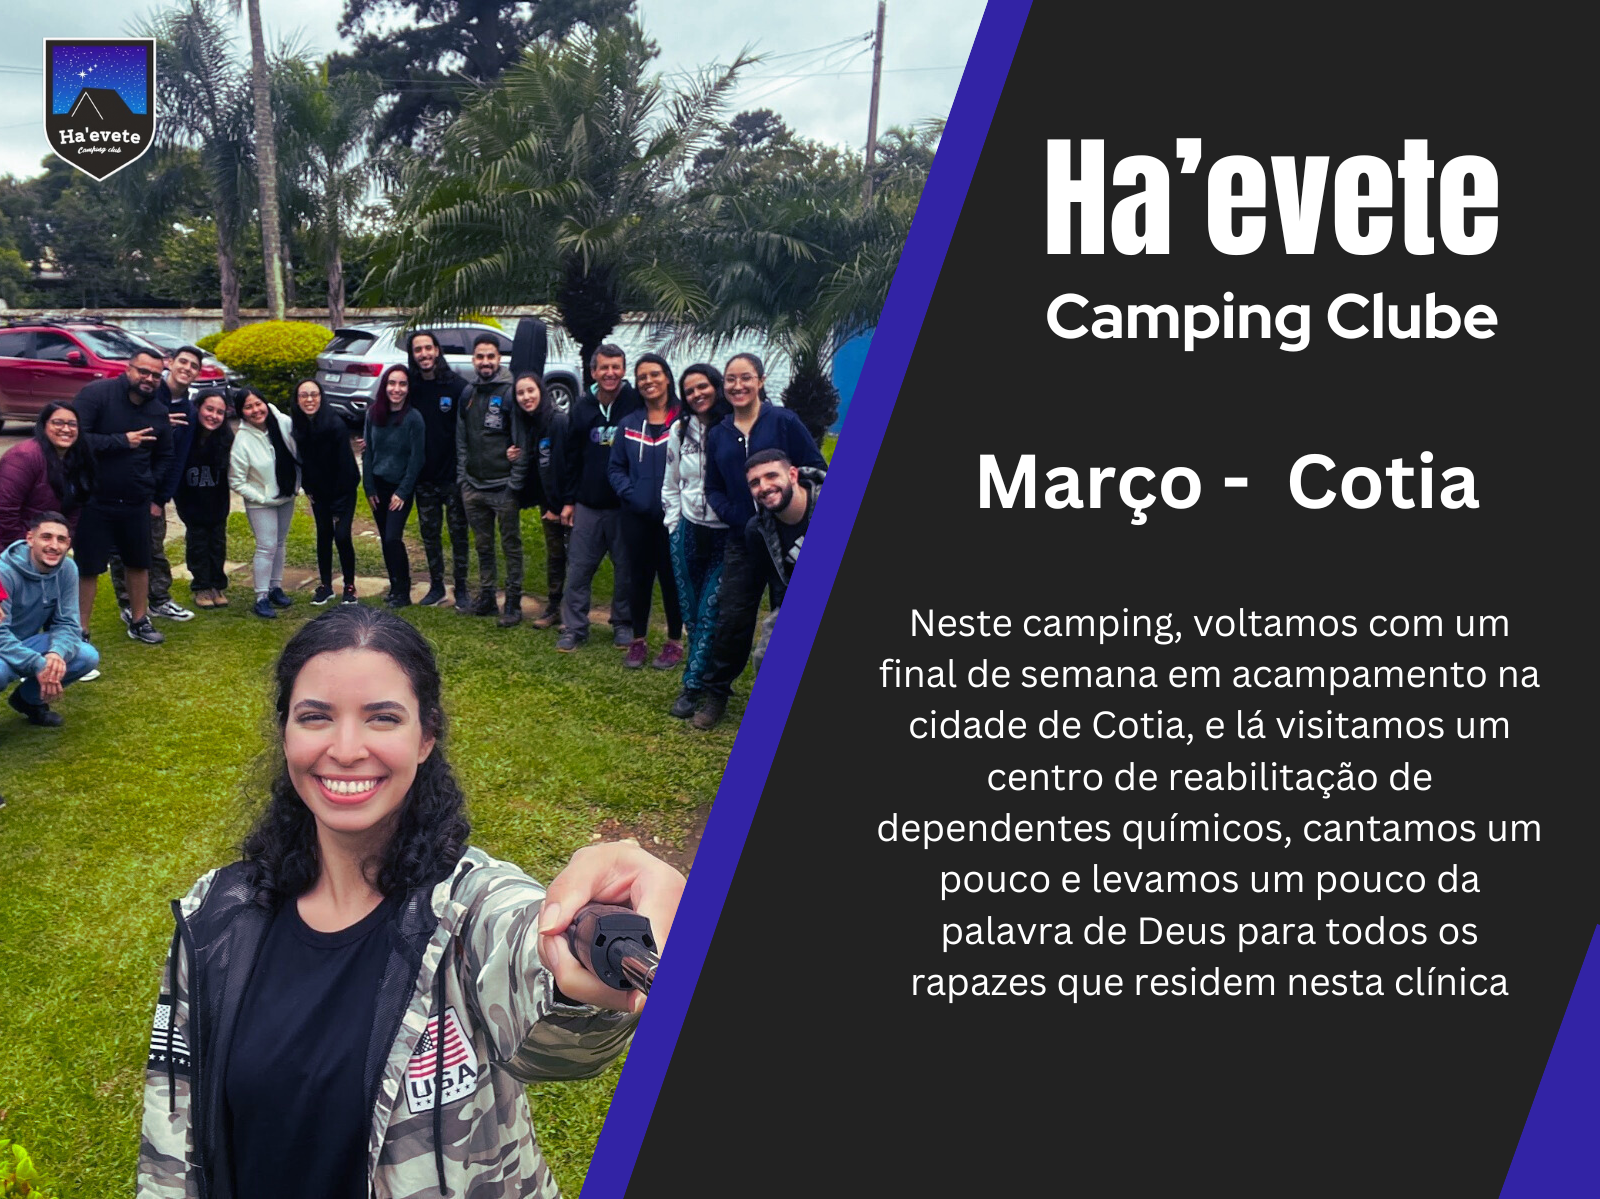 Ha'evete
Camping club
Ha’evete
Camping Clube
Março - Cotia
Neste camping, voltamos com um
final de semana em acampamento na
cidade de Cotia, e lá visitamos um
centro de reabilitação de
dependentes químicos, cantamos um
pouco e levamos um pouco da
palavra de Deus para todos os
rapazes que residem nesta clínica
GAP
USA